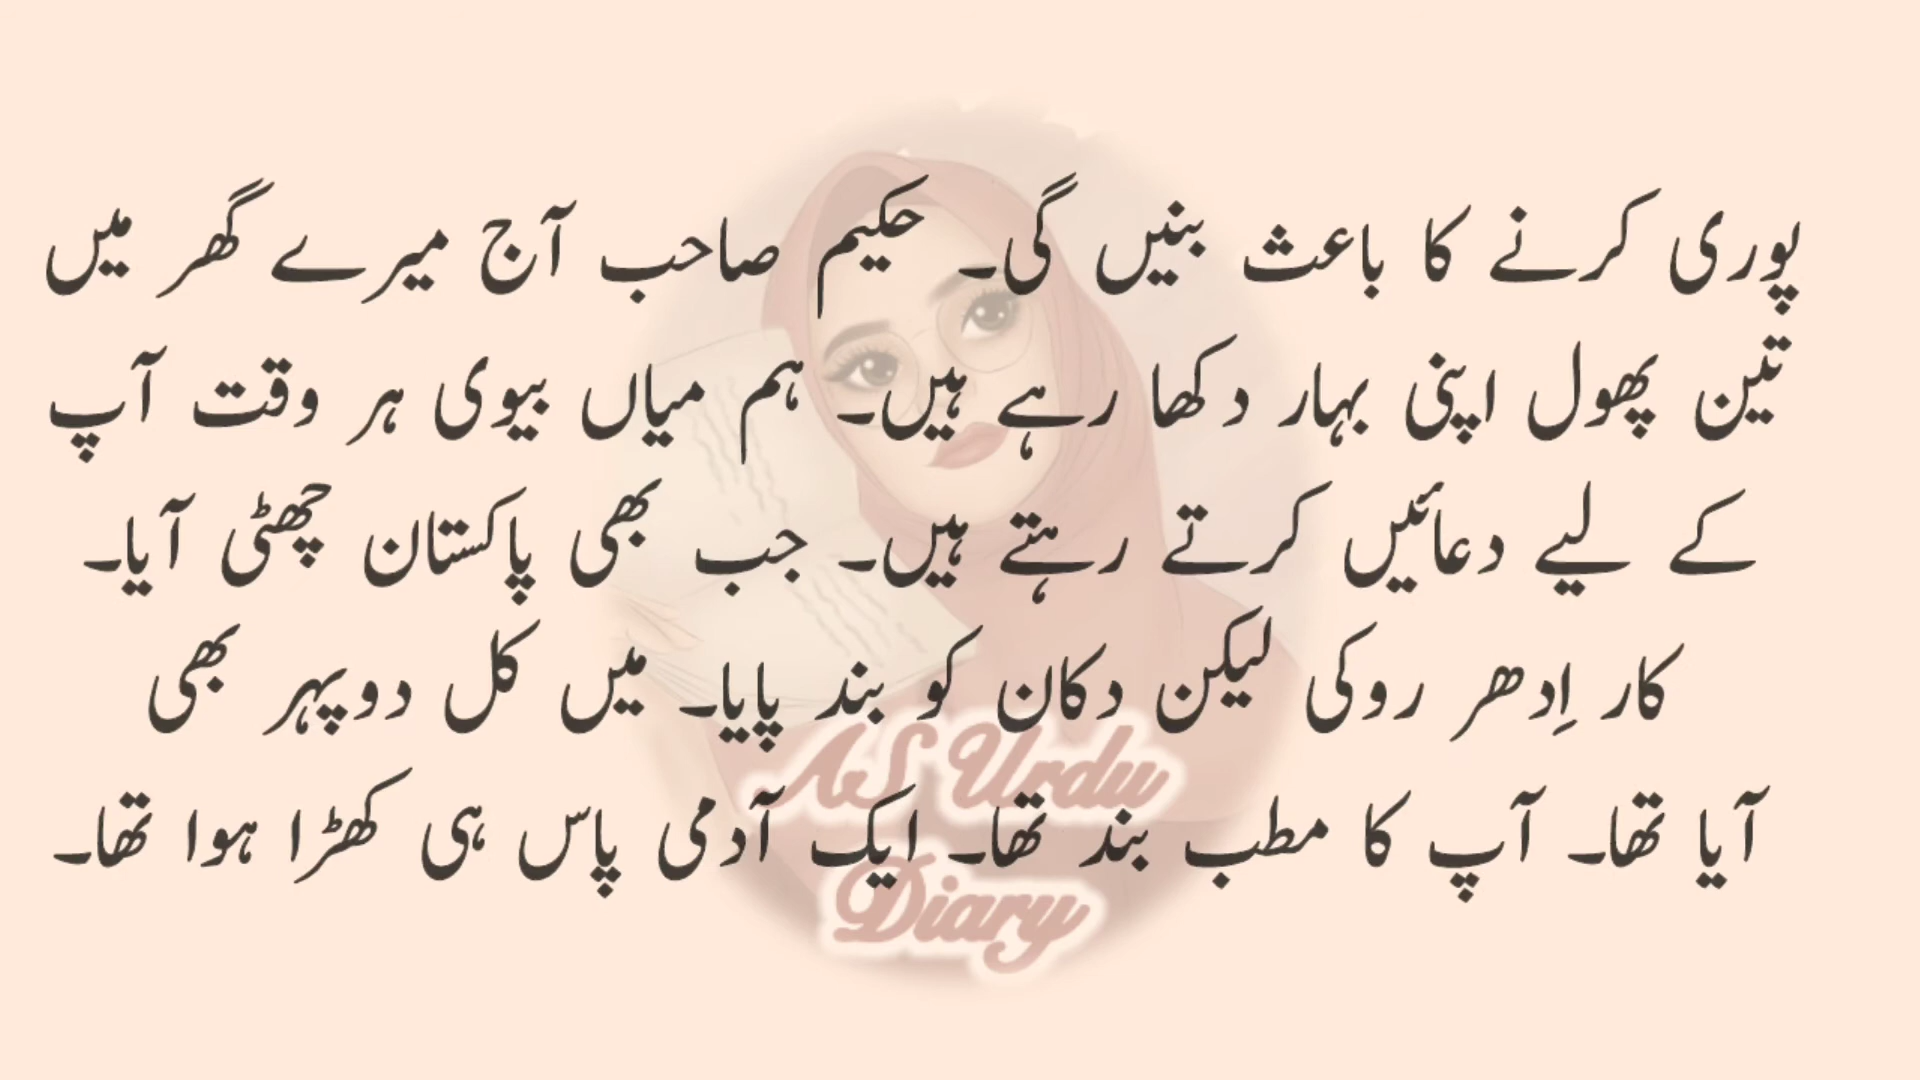 پوری کرنے کا باعث بنیں گی۔ حکیم صاحب آج میرے گھر میں
تین پھول اپنی بہار دکھا رہے ہیں۔ ہم میاں بیوی ہر وقت آپ
کے لیے دعائیں کرتے رہتے ہیں۔ جب بھی پاکستان چھٹی آیا۔
کار اِدھر روکی لیکن دکان کو بند پایا۔ میں کل دوپہر بھی
آیا تھا۔ آپ کا مطب بند تھا۔ ایک آدمی پاس ہی کھڑا ہوا تھا۔
AS Urdu
Diary